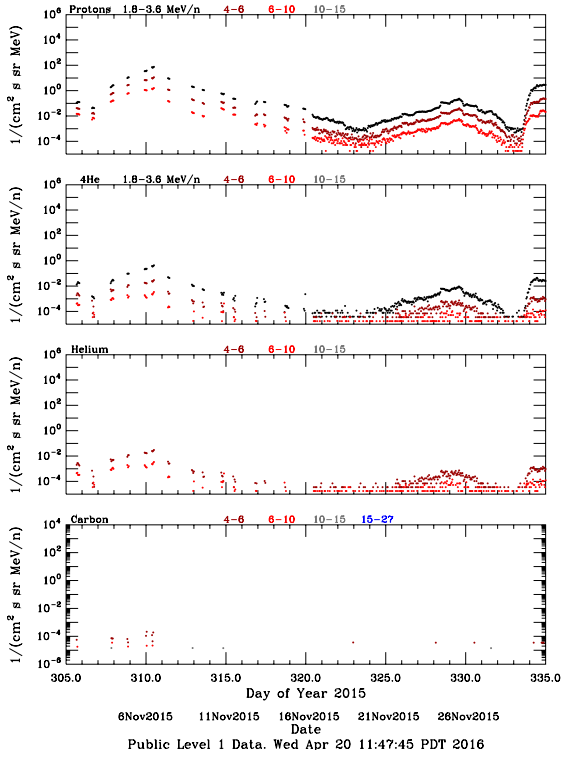 Protons 1.8-3.6 MeV/n 4-6 6-10 10-15
10⁶
10⁴
10²
10⁰
10⁻²
10⁻⁴
1/(cm² s sr MeV)
4He 1.8-3.6 MeV/n 4-6 6-10 10-15
10⁶
10⁴
10²
10⁰
10⁻²
10⁻⁴
1/(cm² s sr MeV/n)
Helium 4-6 6-10 10-15
10⁶
10⁴
10²
10⁰
10⁻²
10⁻⁴
1/(cm² s sr MeV/n)
Carbon 4-6 6-10 10-15 15-27
10⁴
10²
10⁰
10⁻²
10⁻⁴
10⁻⁶
1/(cm² s sr MeV/n)
305.0 310.0 315.0 320.0 325.0 330.0 335.0
Day of Year 2015
6Nov2015 11Nov2015 16Nov2015 21Nov2015 26Nov2015
Date
Public Level 1 Data. Wed Apr 20 11:47:45 PDT 2016